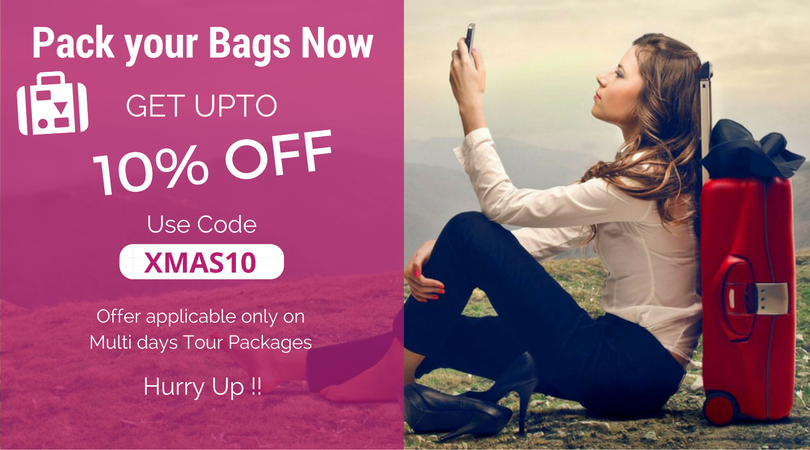 Pack your Bags Now
GET UPTO
10% OFF
Use Code
XMAS10
Offer applicable only on
Multi days Tour Packages
Hurry Up !!